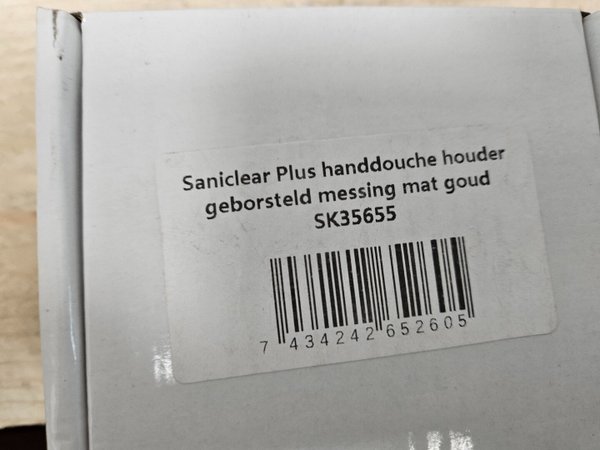 Saniclear Plus handdouche houder
geborsteld messing mat goud
SK35655
7 434242 652605